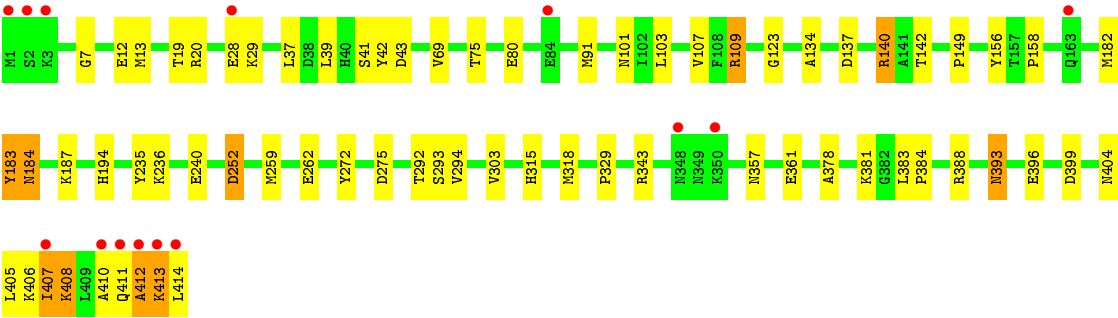 M1 S2 K3 G7 E12 M13 T19 R20 E28 K29 L37 D38 L39 H40 S41 Y42 D43 V69 T75 E80 E84 M91 N101 I102 L103 V107 F108 R109 G123 A134 D137 R140 A141 T142 P149 Y156 T157 P158 Q163 M182
Y183 N184 K187 H194 Y235 K236 E240 D252 M259 E262 Y272 D275 T292 S293 V294 V303 H315 M318 P329 R343 N348 N349 K350 N357 E361 A378 K381 G382 L383 P384 R388 N393 E396 D399 N404
L405 K406 I407 K408 L409 A410 Q411 A412 K413 L414